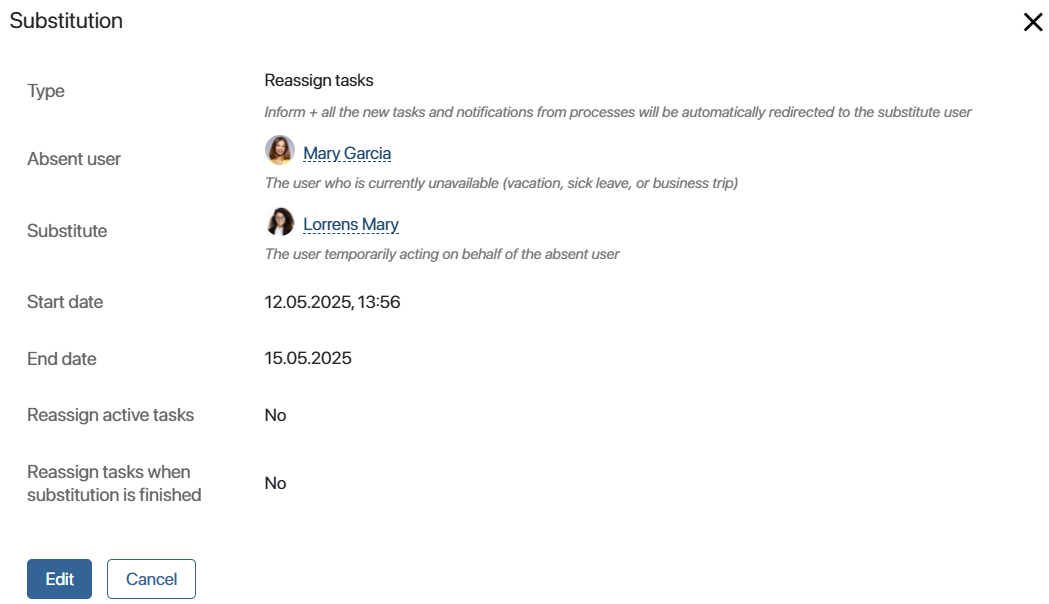 Substitution
Type
Reassign tasks
Inform + all the new tasks and notifications from processes will be automatically redirected to the substitute user
Absent user
Mary Garcia
The user who is currently unavailable (vacation, sick leave, or business trip)
Substitute
Lorrens Mary
The user temporarily acting on behalf of the absent user
Start date
12.05.2025, 13:56
End date
15.05.2025
Reassign active tasks
No
Reassign tasks when
substitution is finished
No
Edit
Cancel